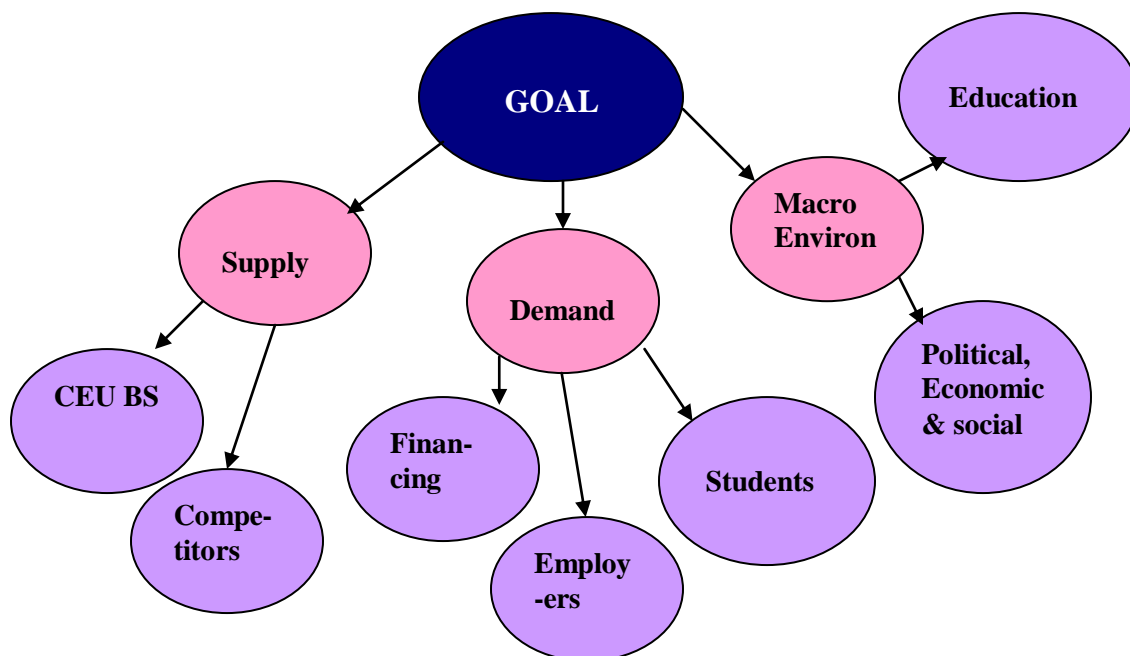 GOAL
Education
Macro
Environ
Supply
Demand
Political,
Economic
& social
CEU BS
Finan-
cing
Students
Compe-
titors
Employ
-ers